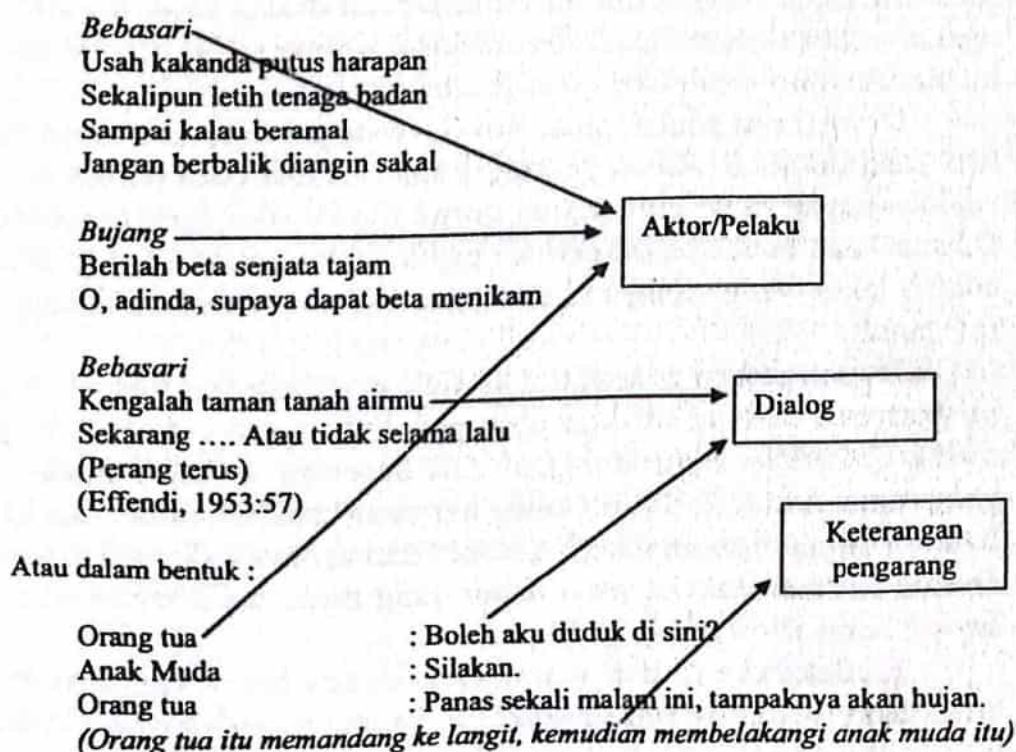 Bebasari
Usah kakanda putus harapan
Sekalipun letih tenaga badan
Sampai kalau beramal
Jangan berbalik diangin sakal
Bujang
Berilah beta senjata tajam
O, adinda, supaya dapat beta menikam
Aktor/Pelaku
Bebasari
Kengalah taman tanah airmu
Sekarang .... Atau tidak selama lalu
(Perang terus)
(Effendi, 1953:57)
Dialog
Keterangan
pengarang
Atau dalam bentuk :
Orang tua : Boleh aku duduk di sini?
Anak Muda : Silakan.
Orang tua : Panas sekali malam ini, tampaknya akan hujan.
(Orang tua itu memandang ke langit, kemudian membelakangi anak muda itu)